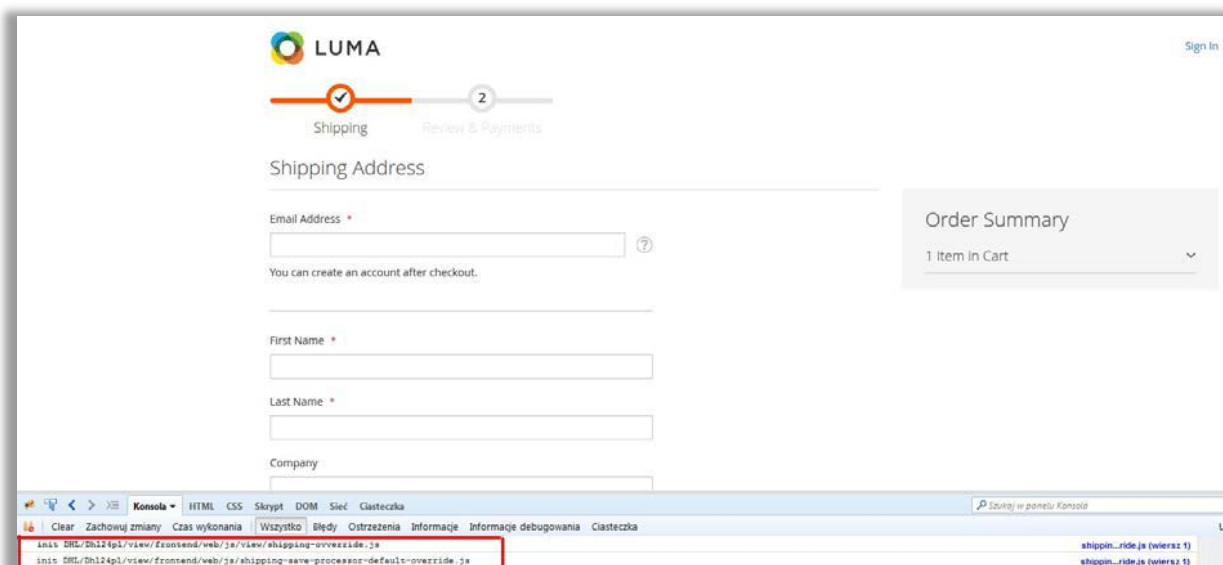 LUMA
Sign In
2
Shipping
Review & Payments
Shipping Address
Email Address *
?
You can create an account after checkout.
Order Summary
1 Item in Cart
First Name *
Last Name *
Company
Konsola HTML CSS Skrypt DOM Sieć Ciasteczka
Szukaj w panelu Konsola
Clear Zachowuj zmiany Czas wykonania Wszystko Błędy Ostrzeżenia Informacje Informacje debugowania Ciasteczka
init DHL/Dhl24pl/view/frontend/web/js/view/shipping-ovverride.js
shippin...ride.js (wiersz 1)
init DHL/Dhl24pl/view/frontend/web/js/shipping-save-processor-default-override.js
shippin...ride.js (wiersz 1)